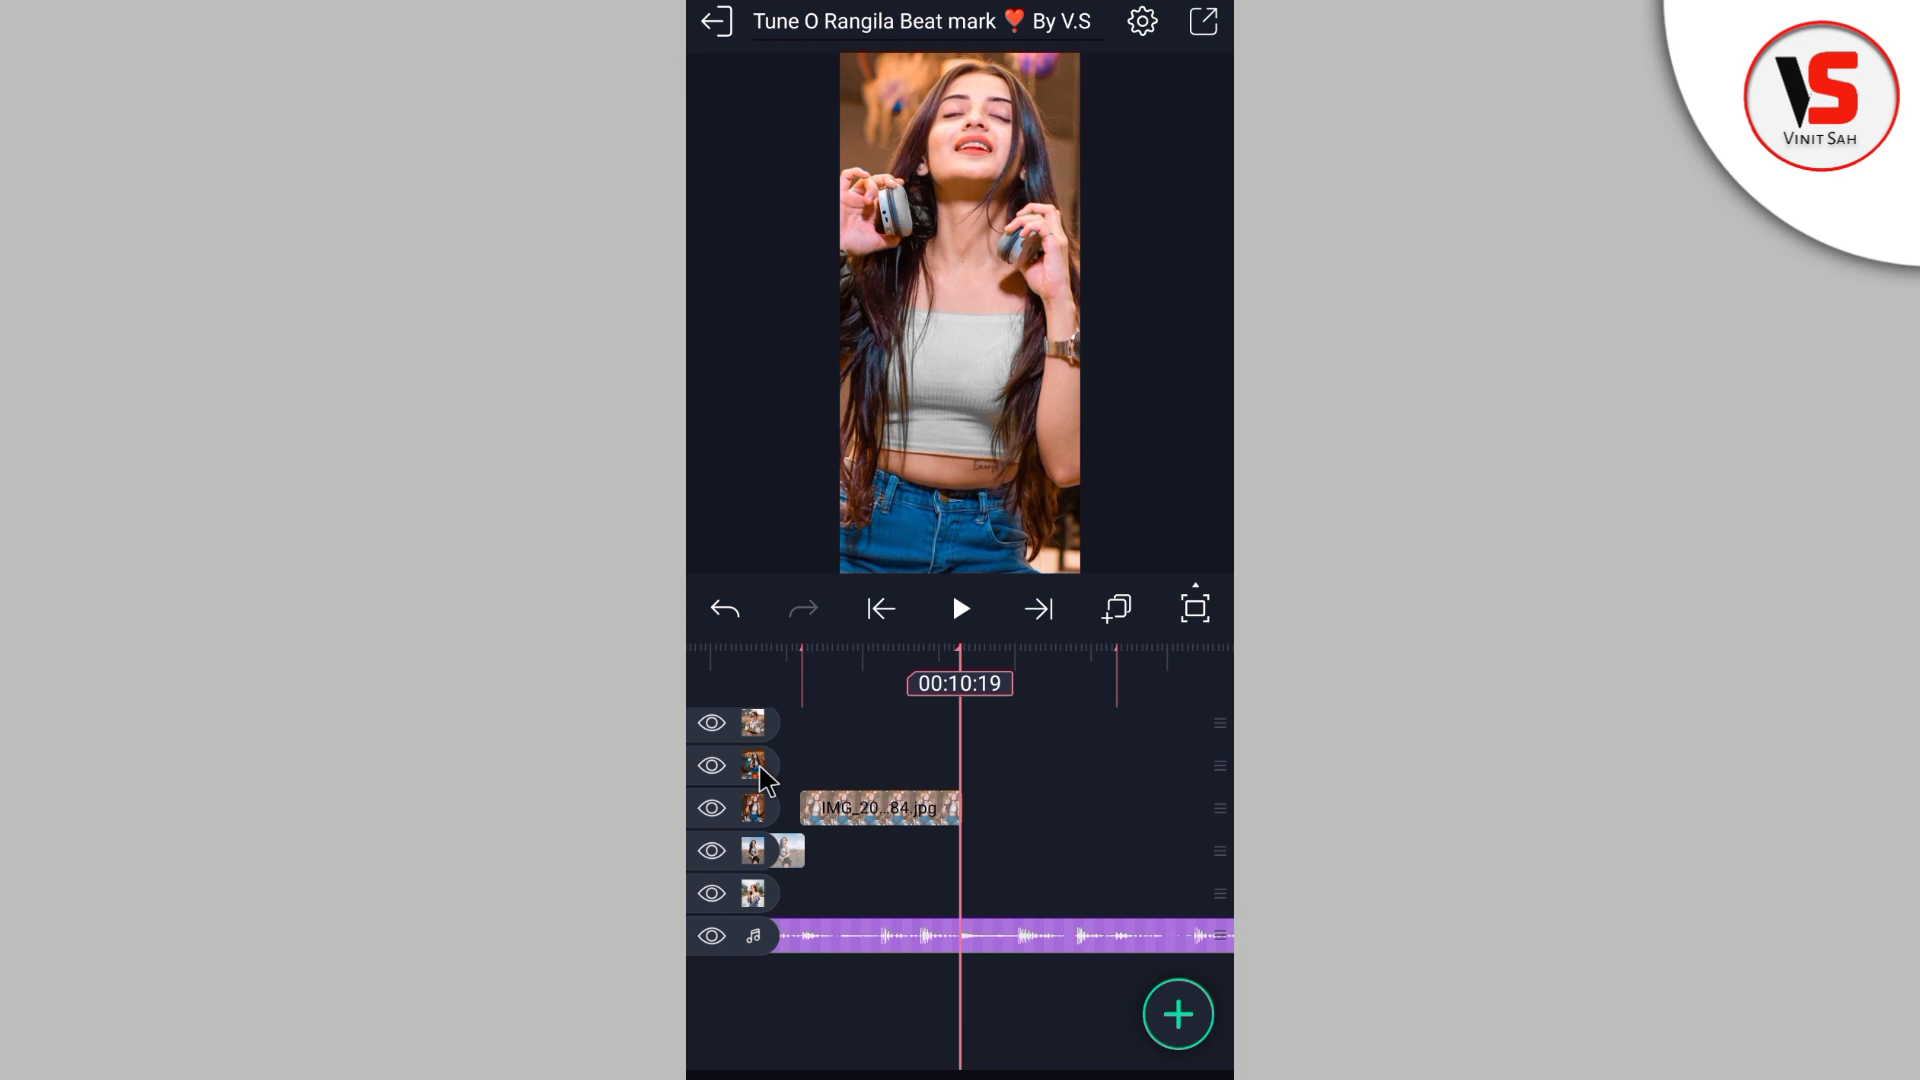 Tune O Rangila Beat mark ❣️ By V.S
VS
VINIT SAH
00:10:19
IMG_20...84.jpg